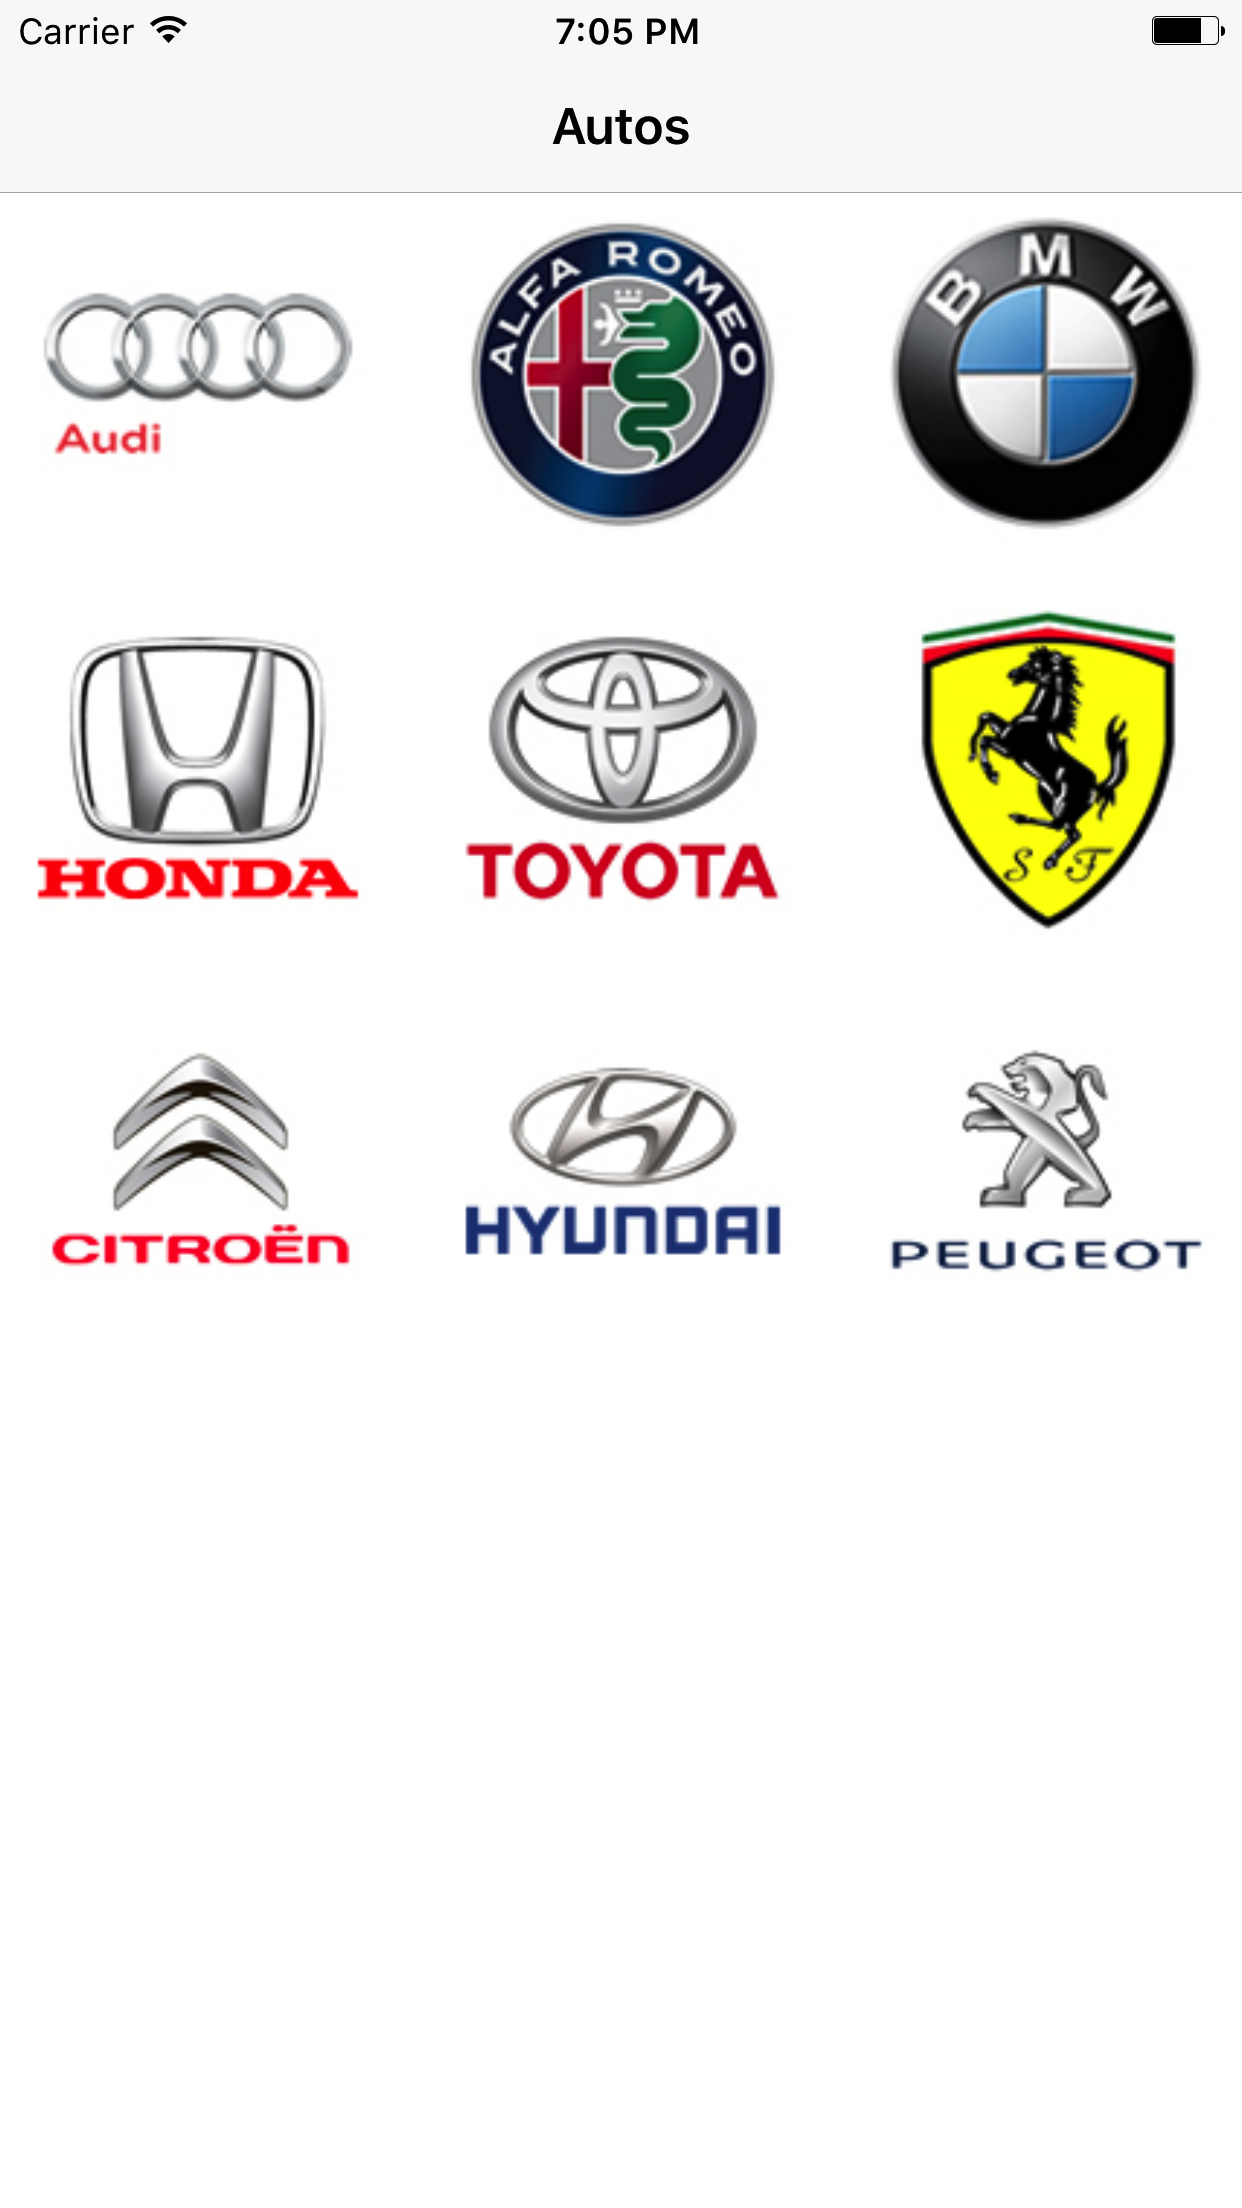 Carrier 7:05 PM
Autos
Audi
ALFA ROMEO
BMW
HONDA
TOYOTA
S F
CITROËN
HYUNDAI
PEUGEOT